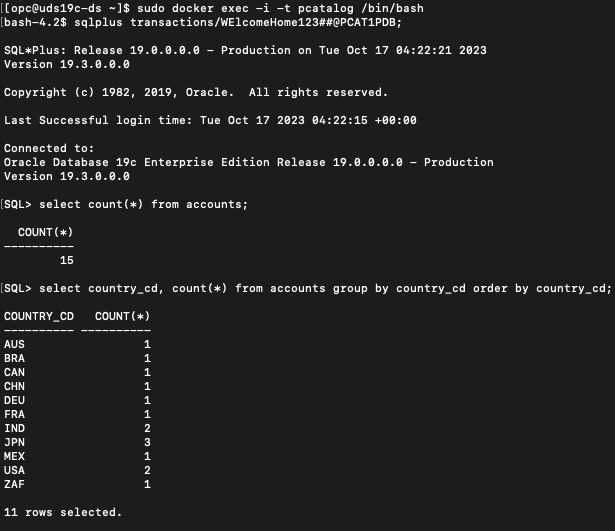 [[opc@uds19c-ds ~]$ sudo docker exec -i -t pcatalog /bin/bash
[bash-4.2$ sqlplus transactions/WElcomeHome123##@PCAT1PDB;
SQL*Plus: Release 19.0.0.0.0 - Production on Tue Oct 17 04:22:21 2023
Version 19.3.0.0.0
Copyright (c) 1982, 2019, Oracle.  All rights reserved.
Last Successful login time: Tue Oct 17 2023 04:22:15 +00:00
Connected to:
Oracle Database 19c Enterprise Edition Release 19.0.0.0.0 - Production
Version 19.3.0.0.0
[SQL> select count(*) from accounts;
COUNT(*)
----------
15
[SQL> select country_cd, count(*) from accounts group by country_cd order by country_cd;
COUNTRY_CD   COUNT(*)
---------- ----------
AUS                 1
BRA                 1
CAN                 1
CHN                 1
DEU                 1
FRA                 1
IND                 2
JPN                 3
MEX                 1
USA                 2
ZAF                 1
11 rows selected.